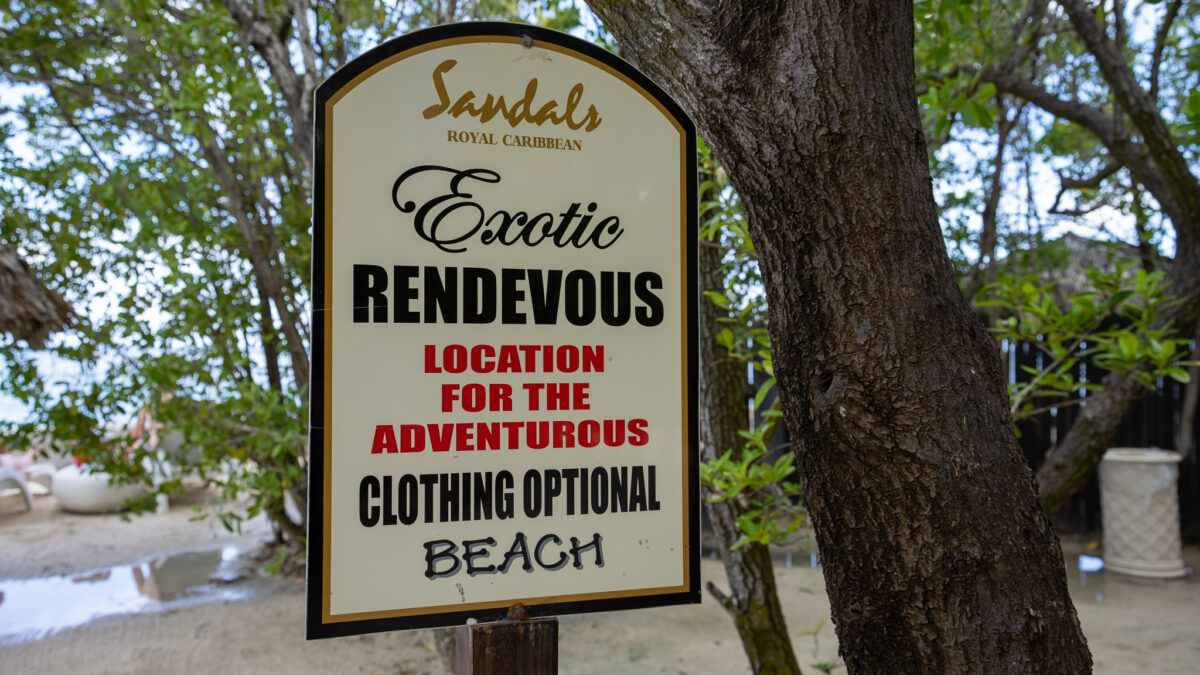 Sandals
ROYAL CARIBBEAN
Exotic
RENDEVOUS
LOCATION
FOR THE
ADVENTUROUS
CLOTHING OPTIONAL
BEACH